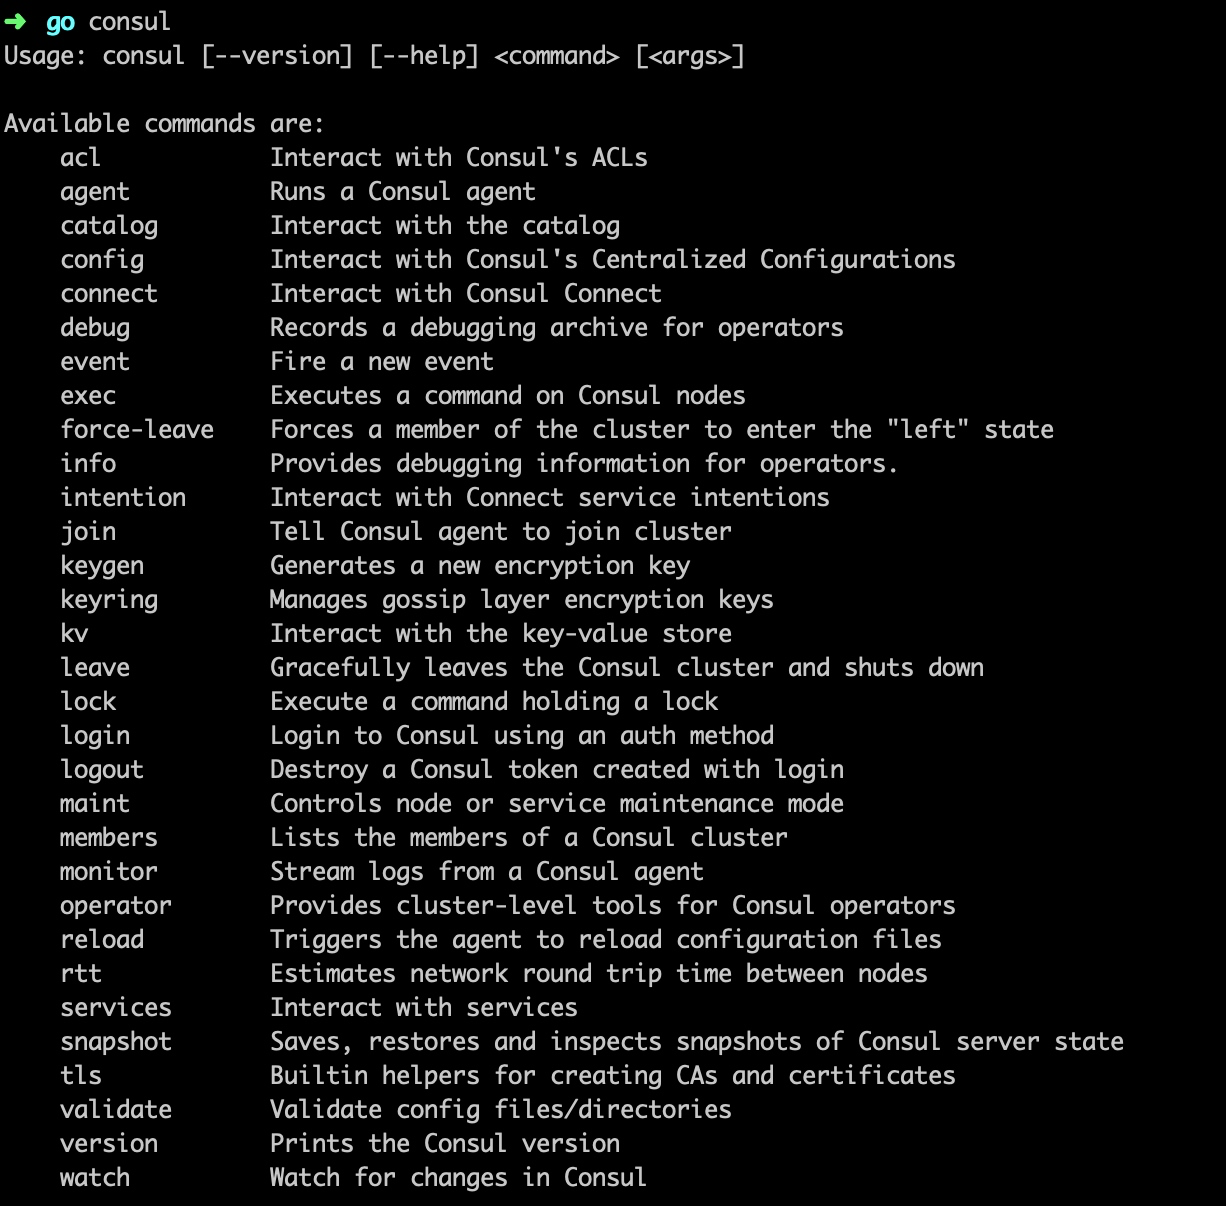 ➜ go consul
Usage: consul [--version] [--help] <command> [<args>]

Available commands are:
    acl            Interact with Consul's ACLs
    agent          Runs a Consul agent
    catalog        Interact with the catalog
    config         Interact with Consul's Centralized Configurations
    connect        Interact with Consul Connect
    debug          Records a debugging archive for operators
    event          Fire a new event
    exec           Executes a command on Consul nodes
    force-leave    Forces a member of the cluster to enter the "left" state
    info           Provides debugging information for operators.
    intention      Interact with Connect service intentions
    join           Tell Consul agent to join cluster
    keygen         Generates a new encryption key
    keyring        Manages gossip layer encryption keys
    kv             Interact with the key-value store
    leave          Gracefully leaves the Consul cluster and shuts down
    lock           Execute a command holding a lock
    login          Login to Consul using an auth method
    logout         Destroy a Consul token created with login
    maint          Controls node or service maintenance mode
    members        Lists the members of a Consul cluster
    monitor        Stream logs from a Consul agent
    operator       Provides cluster-level tools for Consul operators
    reload         Triggers the agent to reload configuration files
    rtt            Estimates network round trip time between nodes
    services       Interact with services
    snapshot       Saves, restores and inspects snapshots of Consul server state
    tls            Builtin helpers for creating CAs and certificates
    validate       Validate config files/directories
    version        Prints the Consul version
    watch          Watch for changes in Consul